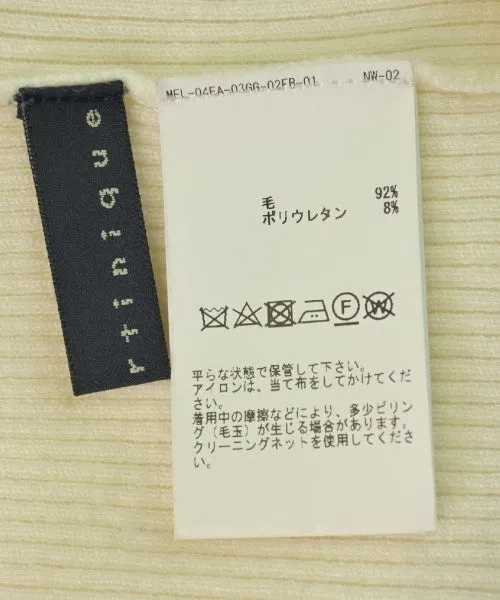 MFL-04FA-03GG-02FB-01 NW-02
毛 92%
ポリウレタン 8%
F
W
平らな状態で保管して下さい。
アイロンは、当て布をしてかけてくだ
さい。
着用中の摩擦などにより、多少ピリン
グ(毛玉)が生じる場合があります。
クリーニングネットを使用してくださ
い。
rtinique